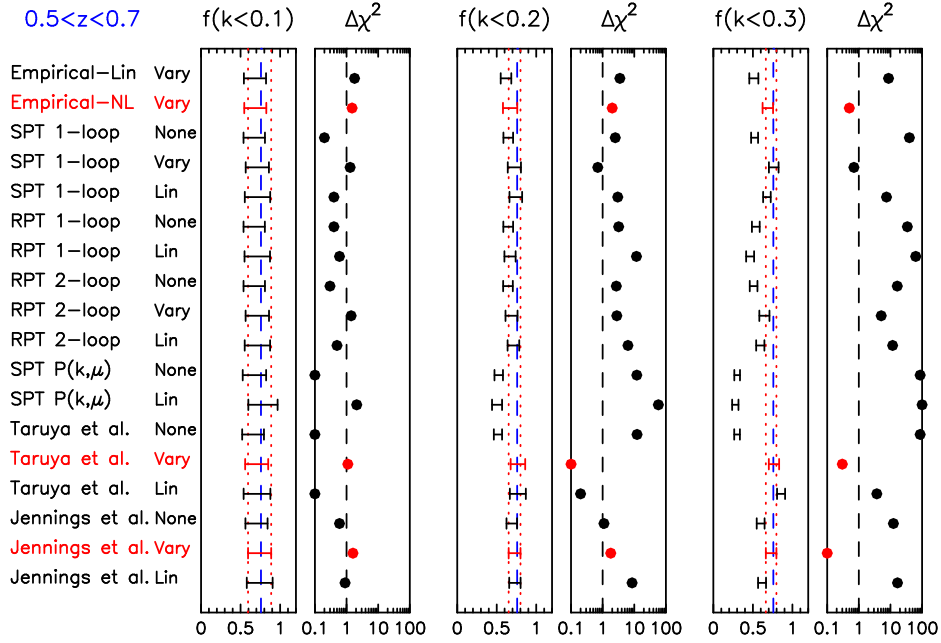 0.5<z<0.7 f(k<0.1) Δχ² f(k<0.2) Δχ² f(k<0.3) Δχ²
Empirical−Lin Vary
Empirical−NL Vary
SPT 1−loop None
SPT 1−loop Vary
SPT 1−loop Lin
RPT 1−loop None
RPT 1−loop Lin
RPT 2−loop None
RPT 2−loop Vary
RPT 2−loop Lin
SPT P(k,μ) None
SPT P(k,μ) Lin
Taruya et al. None
Taruya et al. Vary
Taruya et al. Lin
Jennings et al. None
Jennings et al. Vary
Jennings et al. Lin
0 0.5 1 0.1 1 10 100 0 0.5 1 0.1 1 10 100 0 0.5 1 0.1 1 10 100